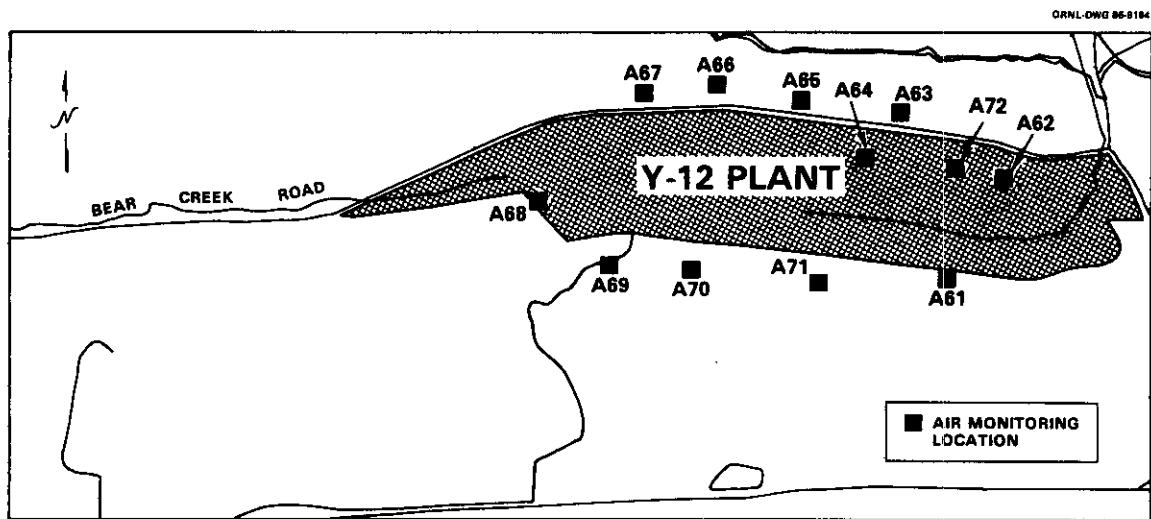 ORNL-DWG 86-9184
N
A67
A66
A65
A64
A63
A72
A62
Y-12 PLANT
BEAR CREEK ROAD
A68
A69
A70
A71
A61
AIR MONITORING
LOCATION